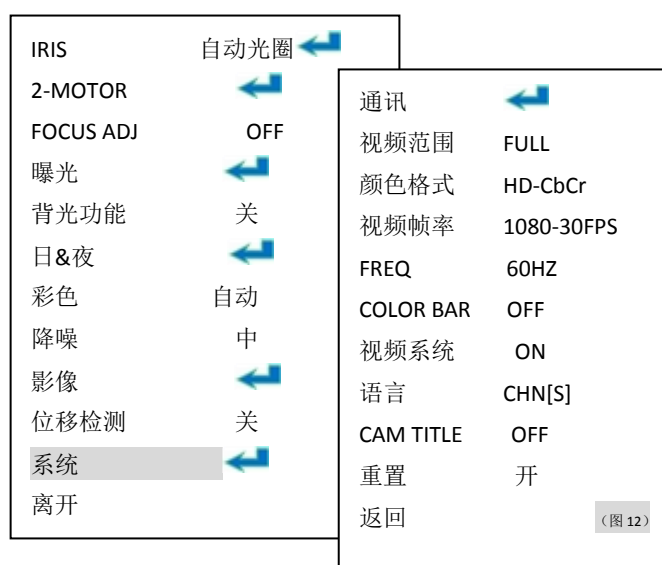 IRIS 自动光圈
2-MOTOR
FOCUS ADJ OFF
曝光
背光功能 关
日&夜
彩色 自动
降噪 中
影像
位移检测 关
系统
离开
通讯
视频范围 FULL
颜色格式 HD-CbCr
视频帧率 1080-30FPS
FREQ 60HZ
COLOR BAR OFF
视频系统 ON
语言 CHN[S]
CAM TITLE OFF
重置 开
返回 （图 12）